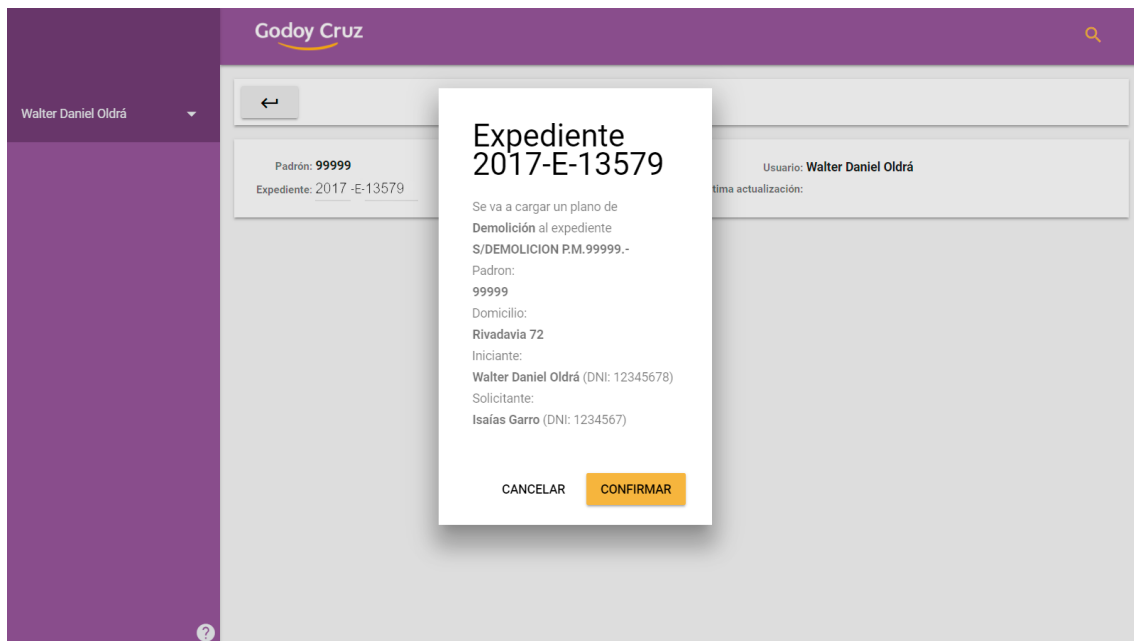 Godoy Cruz
Walter Daniel Oldrá
Padrón: 99999
Expediente: 2017 -E-13579
Usuario: Walter Daniel Oldrá
tima actualización:
Expediente
2017-E-13579
Se va a cargar un plano de
Demolición al expediente
S/DEMOLICION P.M.99999.-
Padron:
99999
Domicilio:
Rivadavia 72
Iniciante:
Walter Daniel Oldrá (DNI: 12345678)
Solicitante:
Isaías Garro (DNI: 1234567)
CANCELAR CONFIRMAR
?